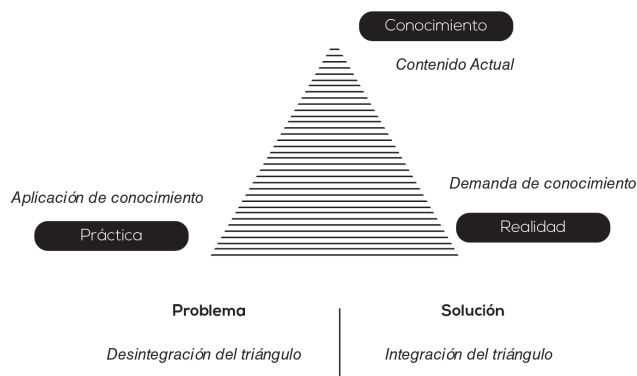 Conocimiento
Contenido Actual
Aplicación de conocimiento
Práctica
Demanda de conocimiento
Realidad
Problema
Solución
Desintegración del triángulo
Integración del triángulo